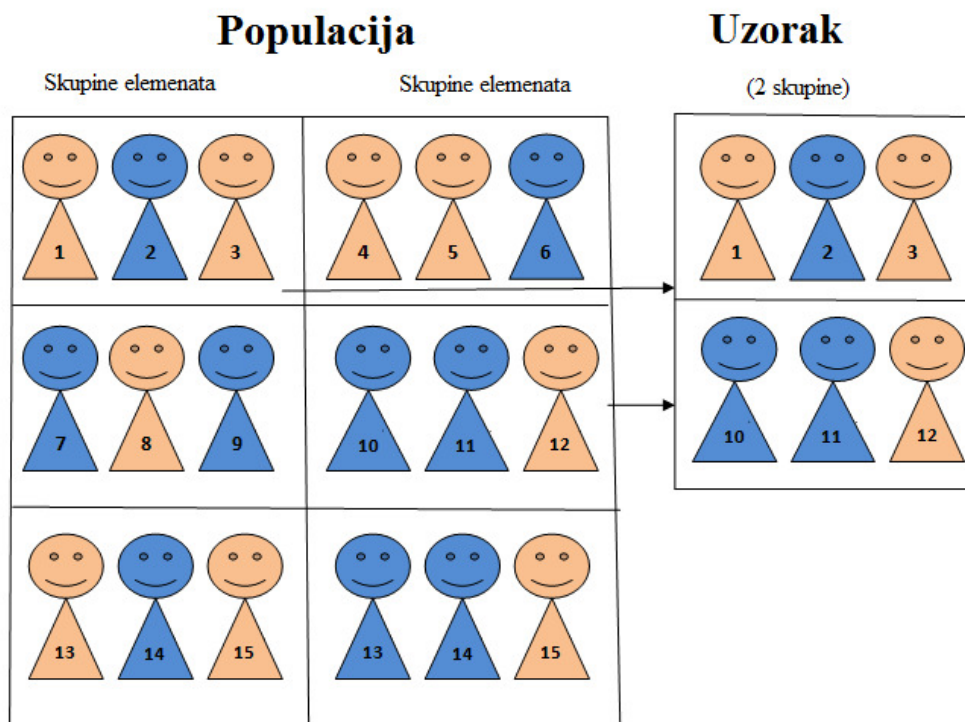 Populacija Uzorak
Skupine elemenata Skupine elemenata (2 skupine)
1 2 3 4 5 6 1 2 3
7 8 9 10 11 12 10 11 12
13 14 15 13 14 15